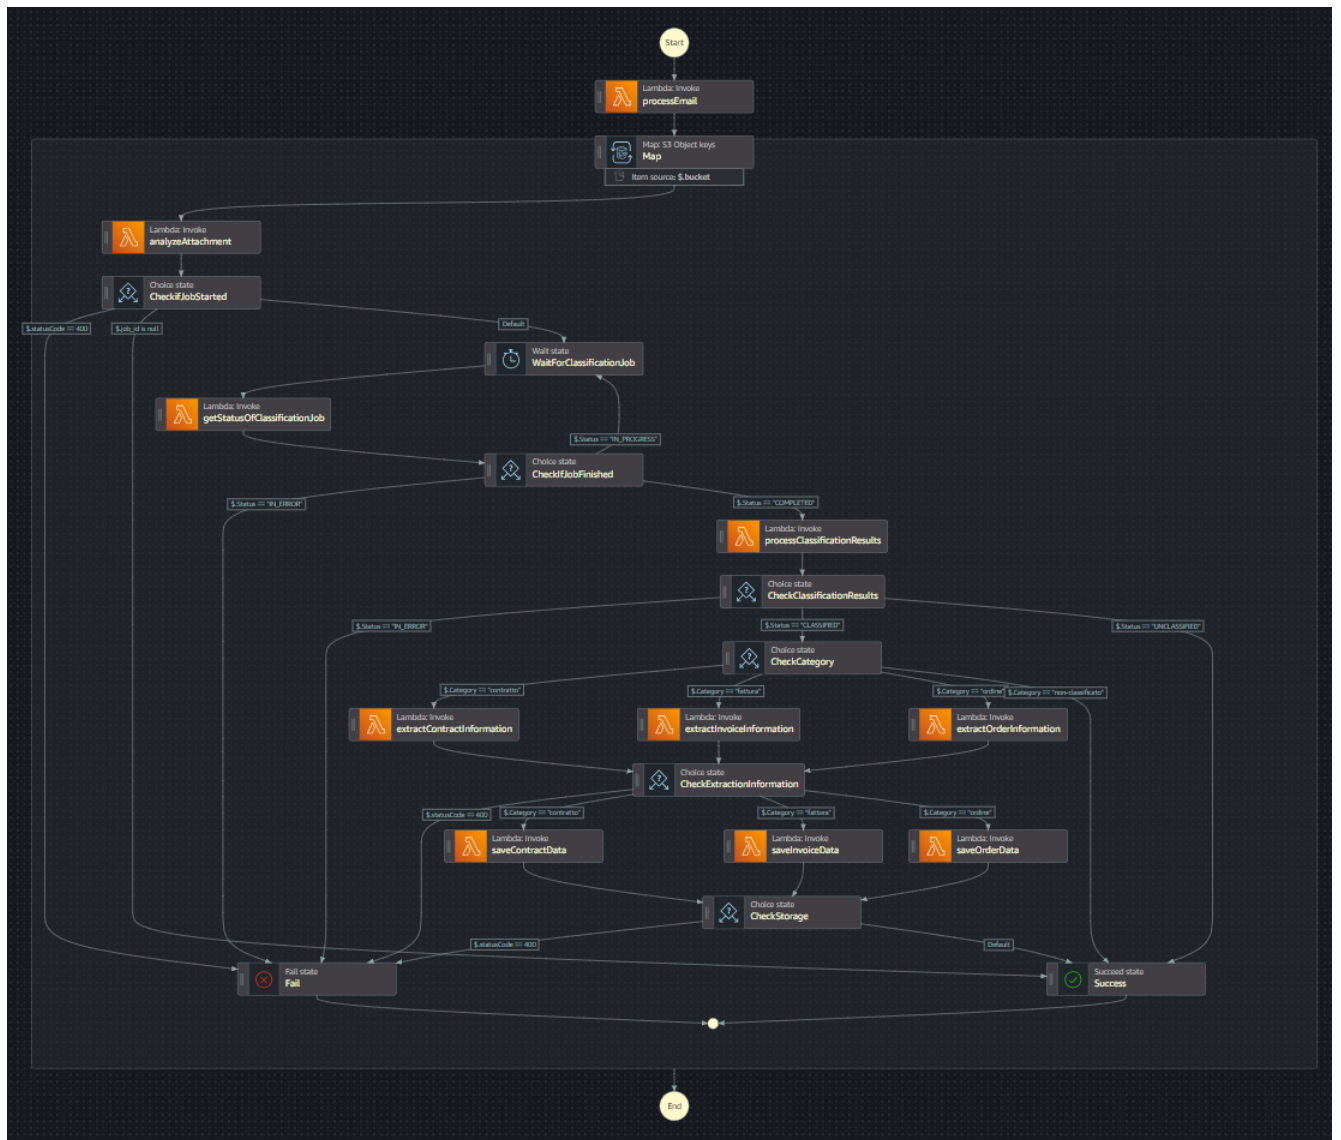 Start
Lambda: Invoke
processEmail
Map: S3 Object keys
Map
Item source: $.bucket
Lambda: Invoke
analyzeAttachment
Choice state
CheckifJobStarted
$.statusCode == 400
$.job_id is null
Default
Wait state
WaitForClassificationJob
Lambda: Invoke
getStatusOfClassificationJob
$.Status == "IN_PROGRESS"
Choice state
CheckIfJobFinished
$.Status == "IN_ERROR"
$.Status == "COMPLETED"
Lambda: Invoke
processClassificationResults
Choice state
CheckClassificationResults
$.Status == "IN_ERROR"
$.Status == "CLASSIFIED"
$.Status == "UNCLASSIFIED"
Choice state
CheckCategory
$.Category == "contratto"
$.Category == "fattura"
$.Category == "ordine"
$.Category == "non-classificato"
Lambda: Invoke
extractContractInformation
Lambda: Invoke
extractInvoiceInformation
Lambda: Invoke
extractOrderInformation
Choice state
CheckExtractionInformation
$.statusCode == 400
$.Category == "contratto"
$.Category == "fattura"
$.Category == "ordine"
Lambda: Invoke
saveContractData
Lambda: Invoke
saveInvoiceData
Lambda: Invoke
saveOrderData
Choice state
CheckStorage
$.statusCode == 400
Default
Fail state
Fail
Succeed state
Success
End